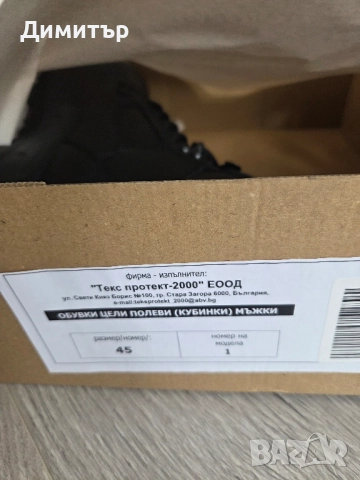 Димитър
фирма - изпълнител:
"Текс протект-2000" ЕООД
ул. Свети Княз Борис №100, гр. Стара Загора 6000, България,
e-mail:teksprotekt_2000@abv.bg
ОБУВКИ ЦЕЛИ ПОЛЕВИ (КУБИНКИ) МЪЖКИ
размер/номер/:
45
номер на
модела
1
BAZAR
bg